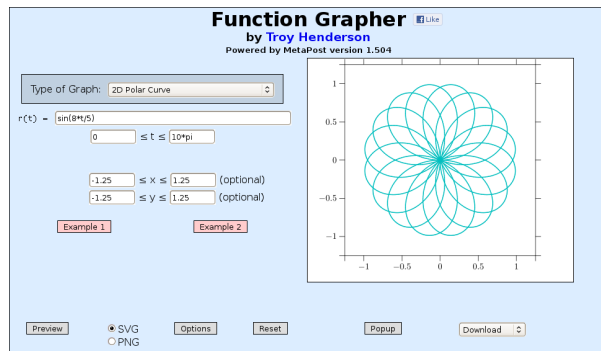 Function Grapher Like
by Troy Henderson
Powered by MetaPost version 1.504
Type of Graph: 2D Polar Curve
r(t) = sin(8*t/5)
0 ≤ t ≤ 10*pi
-1.25 ≤ x ≤ 1.25 (optional)
-1.25 ≤ y ≤ 1.25 (optional)
Example 1 Example 2
1
0.5
0
−0.5
−1
−1 −0.5 0 0.5 1
Preview SVG Options Reset Popup Download
PNG